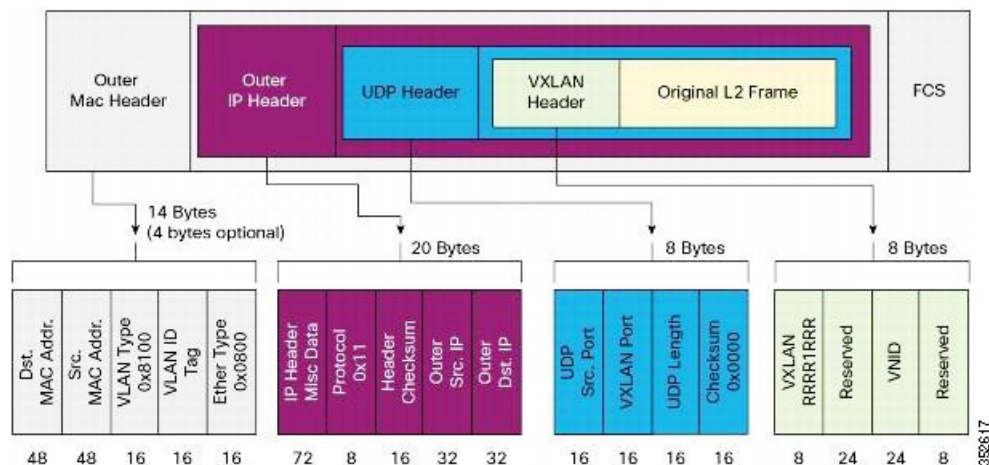 Outer
Mac Header
Outer
IP Header
UDP Header
VXLAN
Header
Original L2 Frame
FCS
14 Bytes
(4 bytes optional)
20 Bytes
8 Bytes
8 Bytes
Dst.
MAC Addr.
Src.
MAC Addr.
VLAN Type
0x8100
VLAN ID
Tag
Ether Type
0x0800
IP Header
Misc Data
Protocol
0x11
Header
Checksum
Outer
Src. IP
Outer
Dst. IP
UDP
Src. Port
VXLAN Port
UDP Length
Checksum
0x0000
VXLAN
RRRR1RRR
Reserved
VNID
Reserved
48 48 16 16 16
72 8 16 32 32
16 16 16 16
8 24 24 8
352617